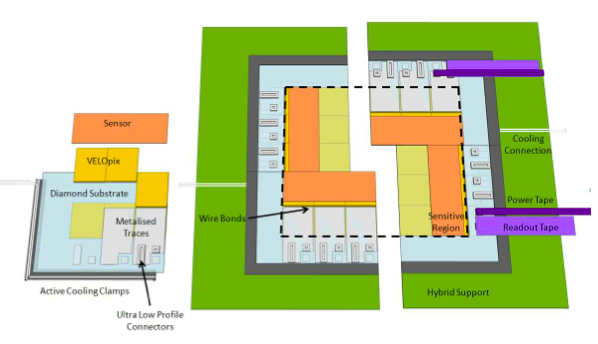 Sensor
VELOpix
Diamond Substrate
Metalised
Traces
Active Cooling Clamps
Ultra Low Profile
Connectors
Wire Bonds
Sensitive
Region
Cooling
Connection
Power Tape
Readout Tape
Hybrid Support